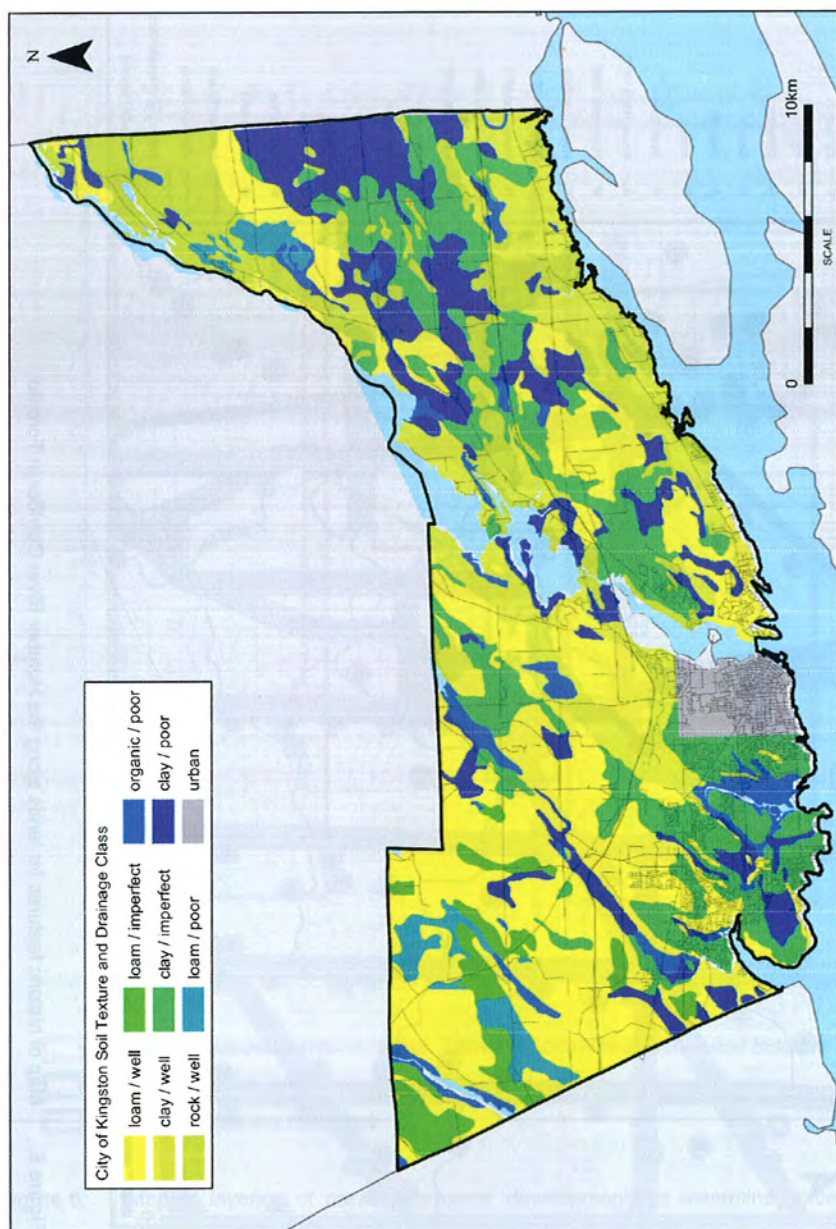 N
City of Kingston Soil Texture and Drainage Class
loam / well
clay / well
rock / well
loam / imperfect
clay / imperfect
loam / poor
organic / poor
clay / poor
urban
0
10km
SCALE